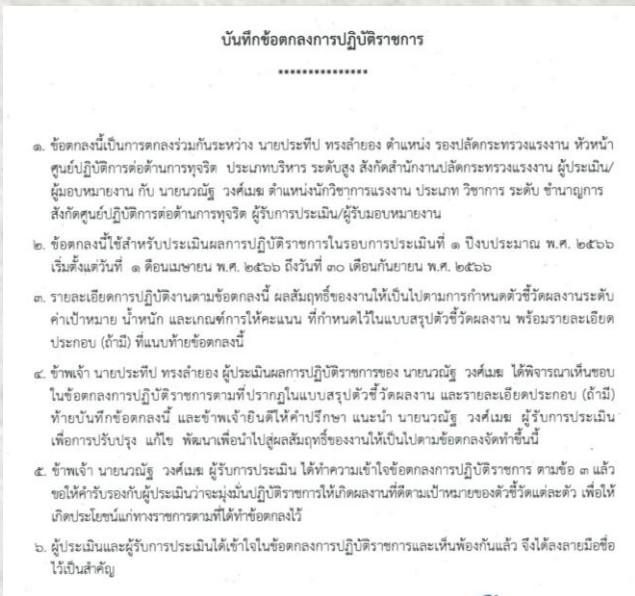 บันทึกข้อตกลงการปฏิบัติราชการ
***************
๑. ข้อตกลงนี้เป็นการตกลงร่วมกันระหว่าง นายประทีป ทรงลำยอง ตำแหน่ง รองปลัดกระทรวงแรงงาน หัวหน้า
ศูนย์ปฏิบัติการต่อต้านการทุจริต ประเภทบริหาร ระดับสูง สังกัดสำนักงานปลัดกระทรวงแรงงาน ผู้ประเมิน/
ผู้มอบหมายงาน กับ นายนวณัฐ วงศ์เมฆ ตำแหน่งนักวิชาการแรงงาน ประเภท วิชาการ ระดับ ชำนาญการ
สังกัดศูนย์ปฏิบัติการต่อต้านการทุจริต ผู้รับการประเมิน/ผู้รับมอบหมายงาน
๒. ข้อตกลงนี้ใช้สำหรับประเมินผลการปฏิบัติราชการในรอบการประเมินที่ ๑ ปีงบประมาณ พ.ศ. ๒๕๖๖
เริ่มตั้งแต่วันที่ ๑ ดือนเมษายน พ.ศ. ๒๕๖๖ ถึงวันที่ ๓๐ เดือนกันยายน พ.ศ. ๒๕๖๖
๓. รายละเอียดการปฏิบัติงานตามข้อตกลงนี้ ผลสัมฤทธิ์ของงานให้เป็นไปตามการกำหนดตัวชี้วัดผลงานระดับ
ค่าเป้าหมาย น้ำหนัก และเกณฑ์การให้คะแนน ที่กำหนดไว้ในแบบสรุปตัวชี้วัดผลงาน พร้อมรายละเอียด
ประกอบ (ถ้ามี) ที่แนบท้ายข้อตกลงนี้
๔. ข้าพเจ้า นายประทีป ทรงลำยอง ผู้ประเมินผลการปฏิบัติราชการของ นายนวณัฐ วงศ์เมฆ ได้พิจารณาเห็นชอบ
ในข้อตกลงการปฏิบัติราชการตามที่ปรากฏในแบบสรุปตัวชี้วัดผลงาน และรายละเอียดประกอบ (ถ้ามี)
ท้ายบันทึกข้อตกลงนี้ และข้าพเจ้ายินดีให้คำปรึกษา แนะนำ นายนวณัฐ วงศ์เมฆ ผู้รับการประเมิน
เพื่อการปรับปรุง แก้ไข พัฒนาเพื่อนำไปสู่ผลสัมฤทธิ์ของงานให้เป็นไปตามข้อตกลงจัดทำขึ้นนี้
๕. ข้าพเจ้า นายนวณัฐ วงศ์เมฆ ผู้รับการประเมิน ได้ทำความเข้าใจข้อตกลงการปฏิบัติราชการ ตามข้อ ๓ แล้ว
ขอให้คำรับรองกับผู้ประเมินว่าจะมุ่งมั่นปฏิบัติราชการให้เกิดผลงานที่ดีตามเป้าหมายของตัวชี้วัดแต่ละตัว เพื่อให้
เกิดประโยชน์แก่ทางราชการตามที่ได้ทำข้อตกลงไว้
๖. ผู้ประเมินและผู้รับการประเมินได้เข้าใจในข้อตกลงการปฏิบัติราชการและเห็นพ้องกันแล้ว จึงได้ลงลายมือชื่อ
ไว้เป็นสำคัญ